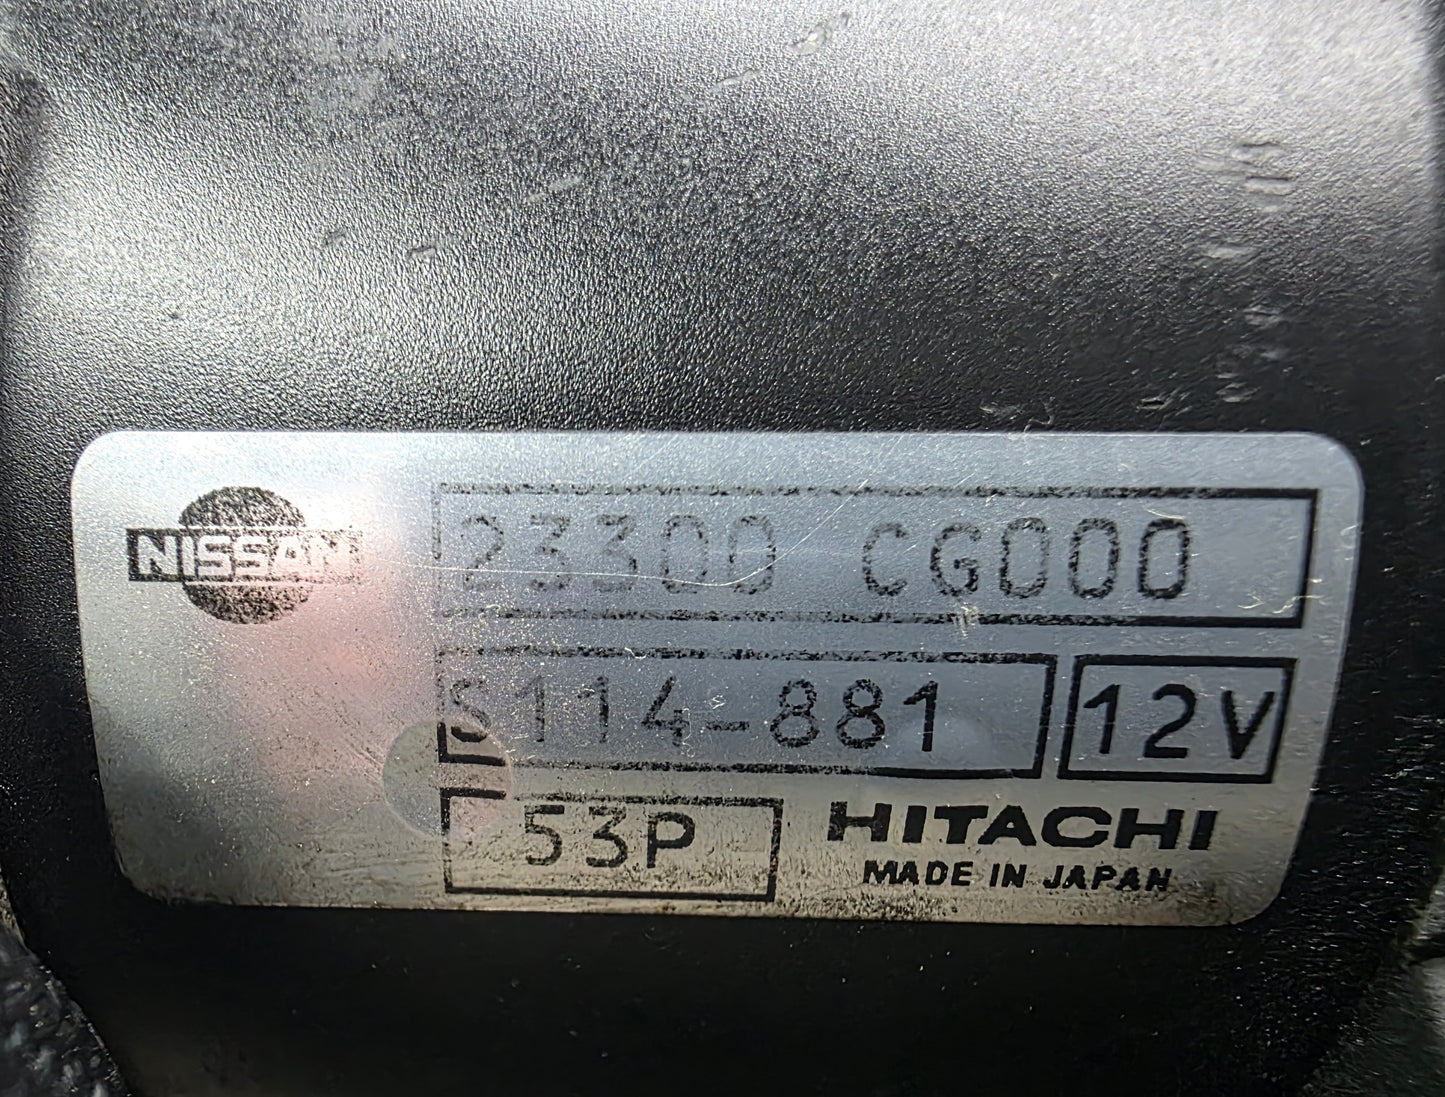 NISSAN
23300 CG000
S114-881
12V
53P
HITACHI
MADE IN JAPAN